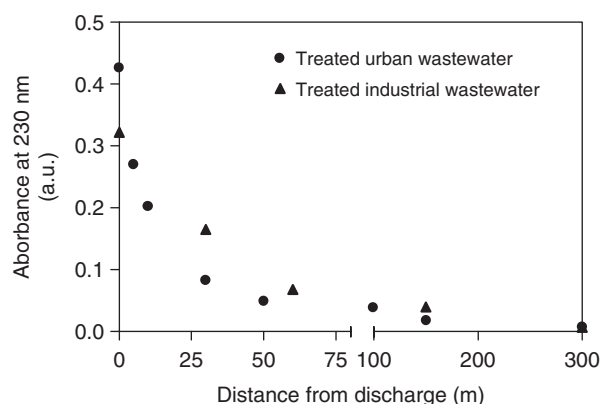 0.5
Treated urban wastewater
0.4
Treated industrial wastewater
0.3
0.2
0.1
0.0
Absorbance at 230 nm
(a.u.)
0 25 50 75 100 200 300
Distance from discharge (m)